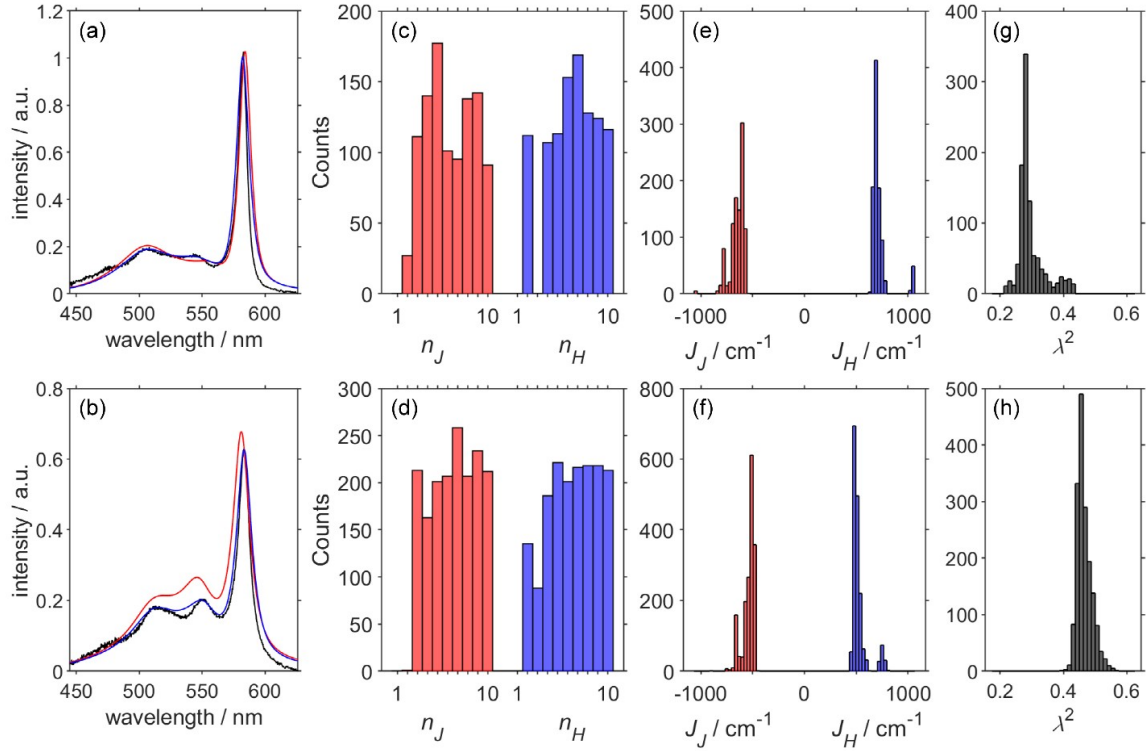 (a)
1.2
1
0.8
0.6
0.4
0.2
0
intensity / a.u.
450 500 550 600
wavelength / nm
(c)
200
150
100
50
0
Counts
1 10 1 10
n_J n_H
(e)
500
400
300
200
100
0
-1000 0 1000
J_J / cm⁻¹ J_H / cm⁻¹
(g)
400
300
200
100
0
0.2 0.4 0.6
λ²
(b)
0.8
0.6
0.4
0.2
0
intensity / a.u.
450 500 550 600
wavelength / nm
(d)
300
250
200
150
100
50
0
Counts
1 10 1 10
n_J n_H
(f)
800
600
400
200
0
-1000 0 1000
J_J / cm⁻¹ J_H / cm⁻¹
(h)
500
400
300
200
100
0
0.2 0.4 0.6
λ²